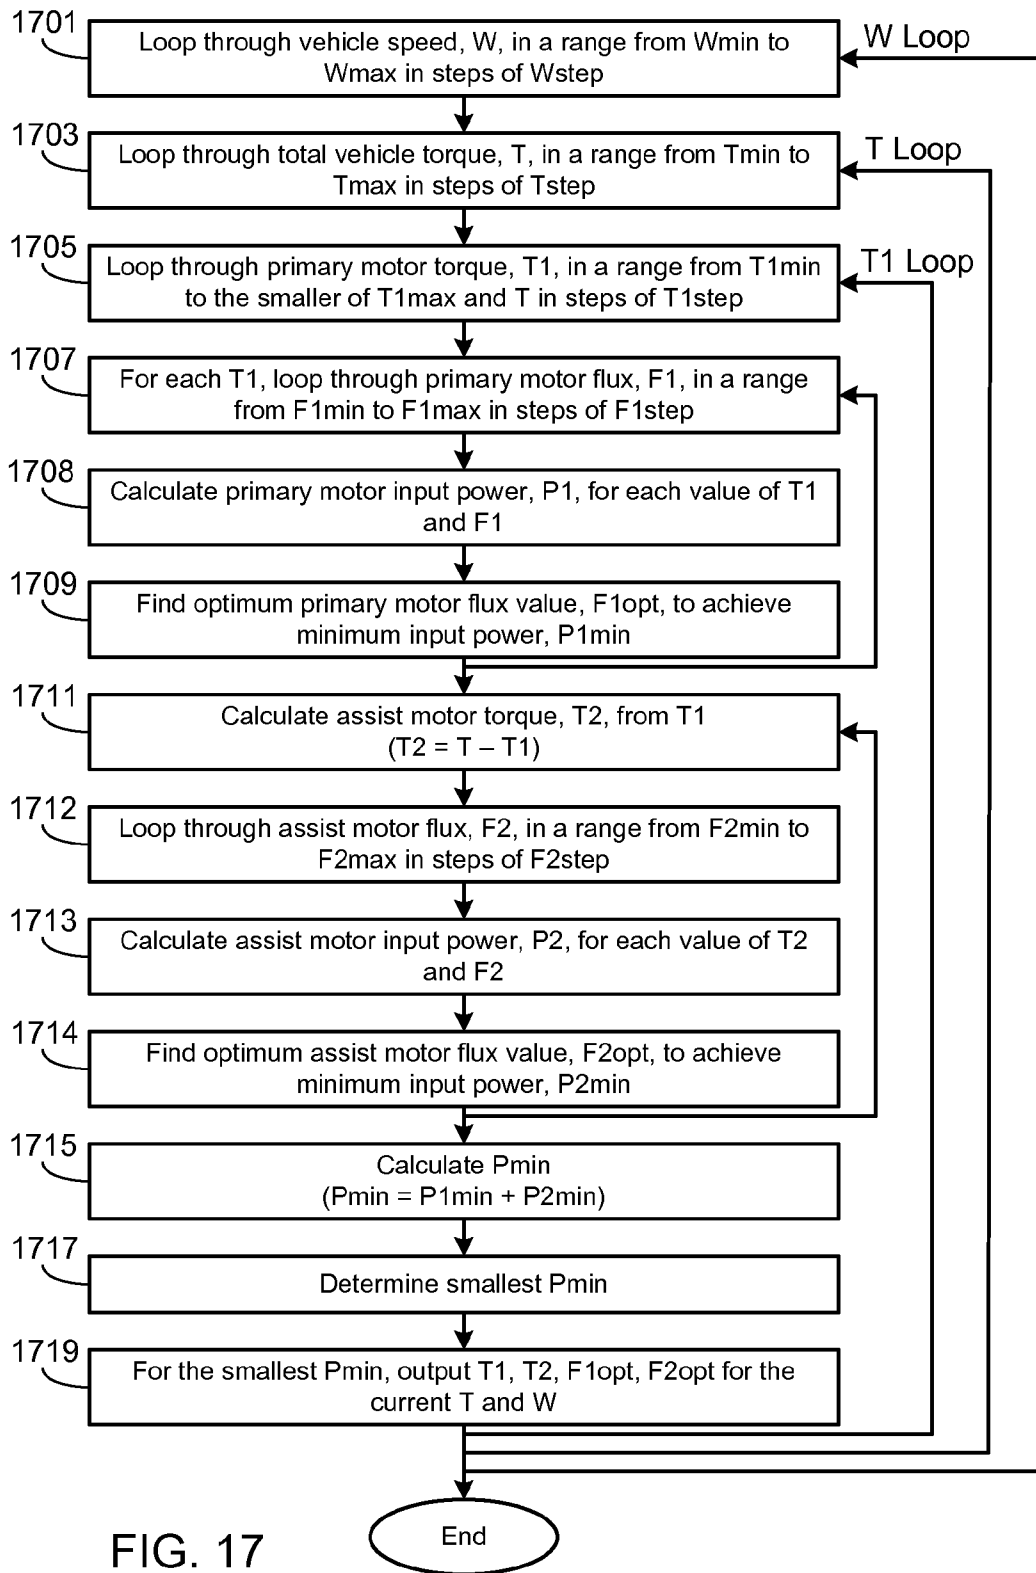 1701
Loop through vehicle speed, W, in a range from Wmin to
Wmax in steps of Wstep
W Loop
1703
Loop through total vehicle torque, T, in a range from Tmin to
Tmax in steps of Tstep
T Loop
1705
Loop through primary motor torque, T1, in a range from T1min
to the smaller of T1max and T in steps of T1step
T1 Loop
1707
For each T1, loop through primary motor flux, F1, in a range
from F1min to F1max in steps of F1step
1708
Calculate primary motor input power, P1, for each value of T1
and F1
1709
Find optimum primary motor flux value, F1opt, to achieve
minimum input power, P1min
1711
Calculate assist motor torque, T2, from T1
(T2 = T – T1)
1712
Loop through assist motor flux, F2, in a range from F2min to
F2max in steps of F2step
1713
Calculate assist motor input power, P2, for each value of T2
and F2
1714
Find optimum assist motor flux value, F2opt, to achieve
minimum input power, P2min
1715
Calculate Pmin
(Pmin = P1min + P2min)
1717
Determine smallest Pmin
1719
For the smallest Pmin, output T1, T2, F1opt, F2opt for the
current T and W
End
FIG. 17